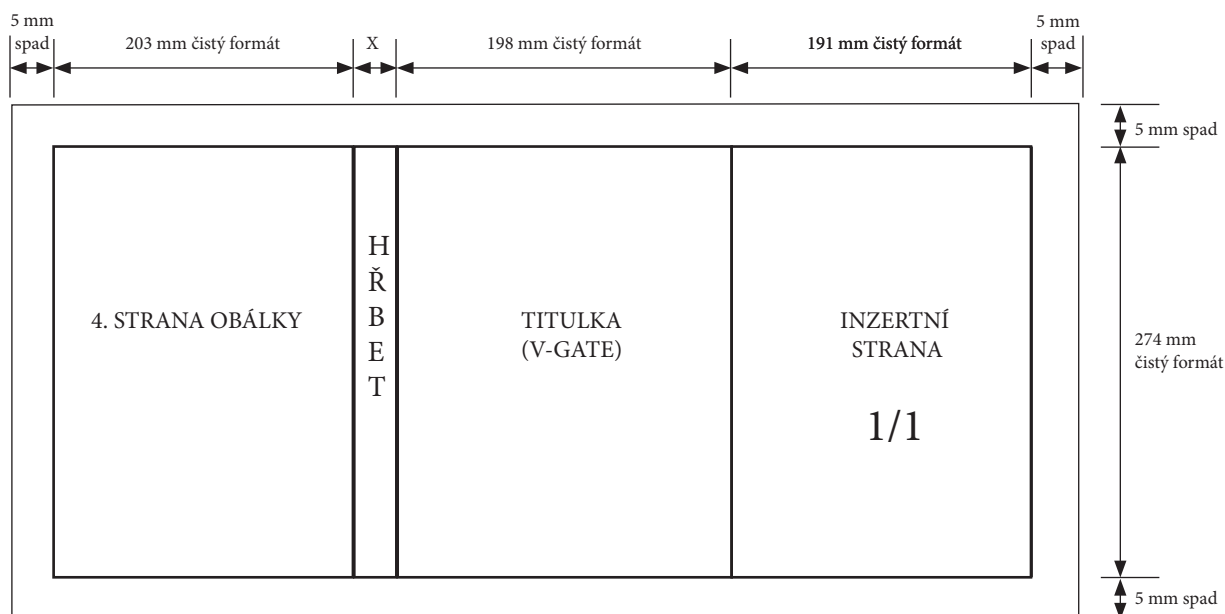 5 mm
spad
203 mm čistý formát
X
198 mm čistý formát
191 mm čistý formát
5 mm
spad
5 mm spad
4. STRANA OBÁLKY
H
Ř
B
E
T
TITULKA
(V-GATE)
INZERTNÍ
STRANA
1/1
274 mm
čistý formát
5 mm spad